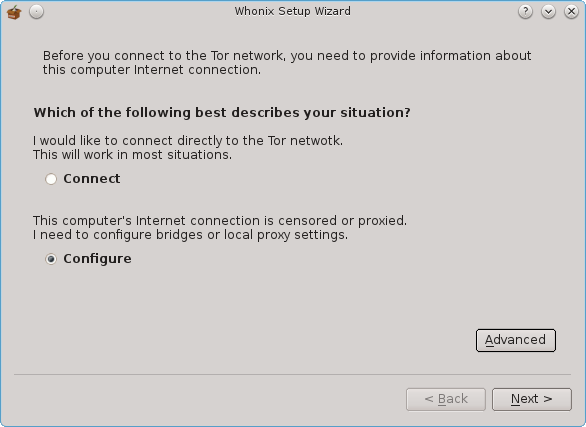 Whonix Setup Wizard
Before you connect to the Tor network, you need to provide information about
this computer Internet connection.
Which of the following best describes your situation?
I would like to connect directly to the Tor netwotk.
This will work in most situations.
Connect
This computer's Internet connection is censored or proxied.
I need to configure bridges or local proxy settings.
Configure
Advanced
< Back
Next >